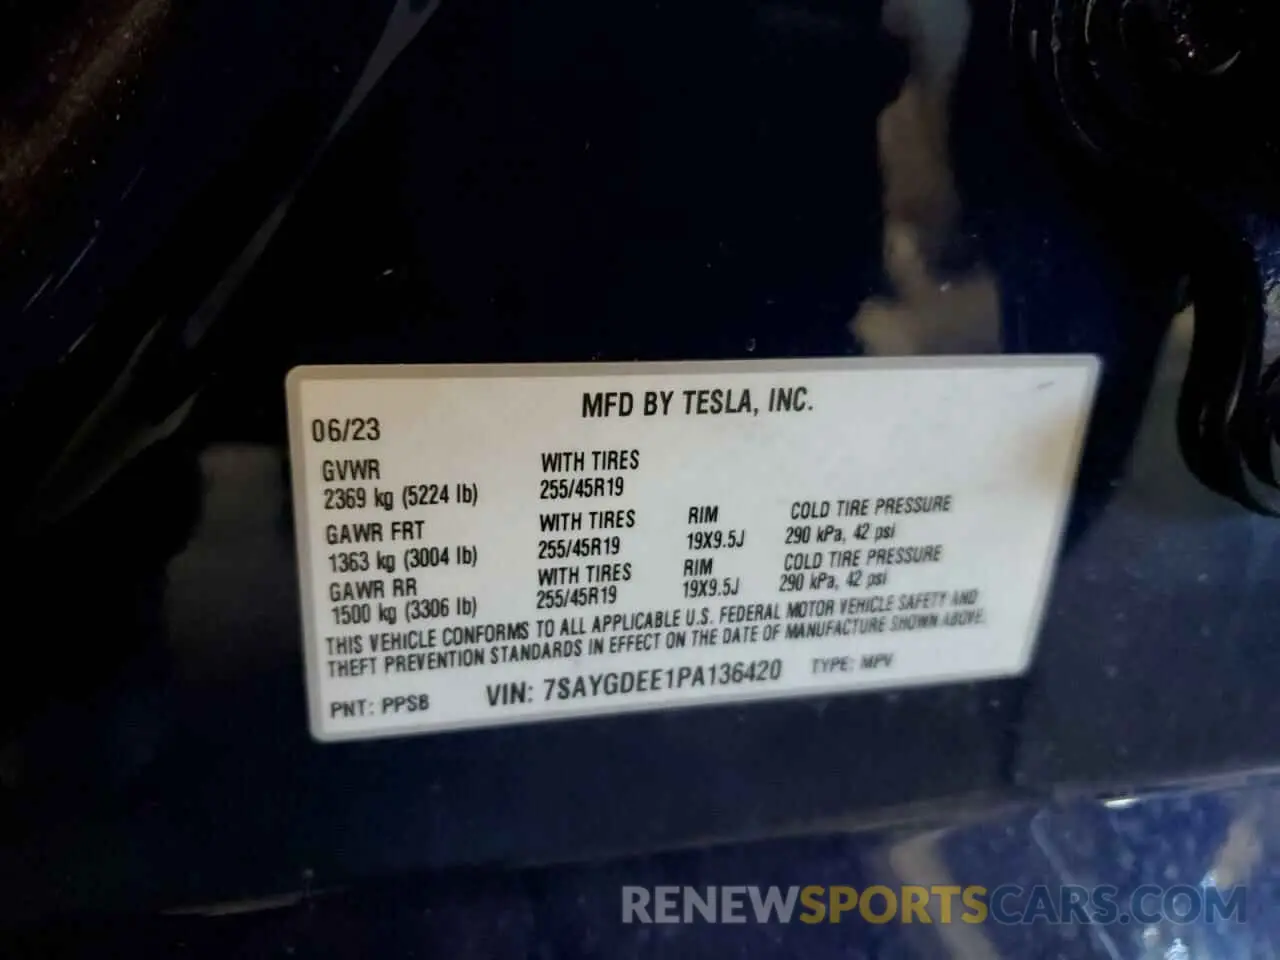 MFD BY TESLA, INC.
06/23
GVWR WITH TIRES
2369 kg (5224 lb) 255/45R19
GAWR FRT WITH TIRES RIM COLD TIRE PRESSURE
1363 kg (3004 lb) 255/45R19 19X9.5J 290 kPa, 42 psi
GAWR RR WITH TIRES RIM COLD TIRE PRESSURE
1500 kg (3306 lb) 255/45R19 19X9.5J 290 kPa, 42 psi
THIS VEHICLE CONFORMS TO ALL APPLICABLE U.S. FEDERAL MOTOR VEHICLE SAFETY AND
THEFT PREVENTION STANDARDS IN EFFECT ON THE DATE OF MANUFACTURE SHOWN ABOVE.
PNT: PPSB VIN: 7SAYGDEE1PA136420 TYPE: MPV
RENEWSPORTSCARS.COM